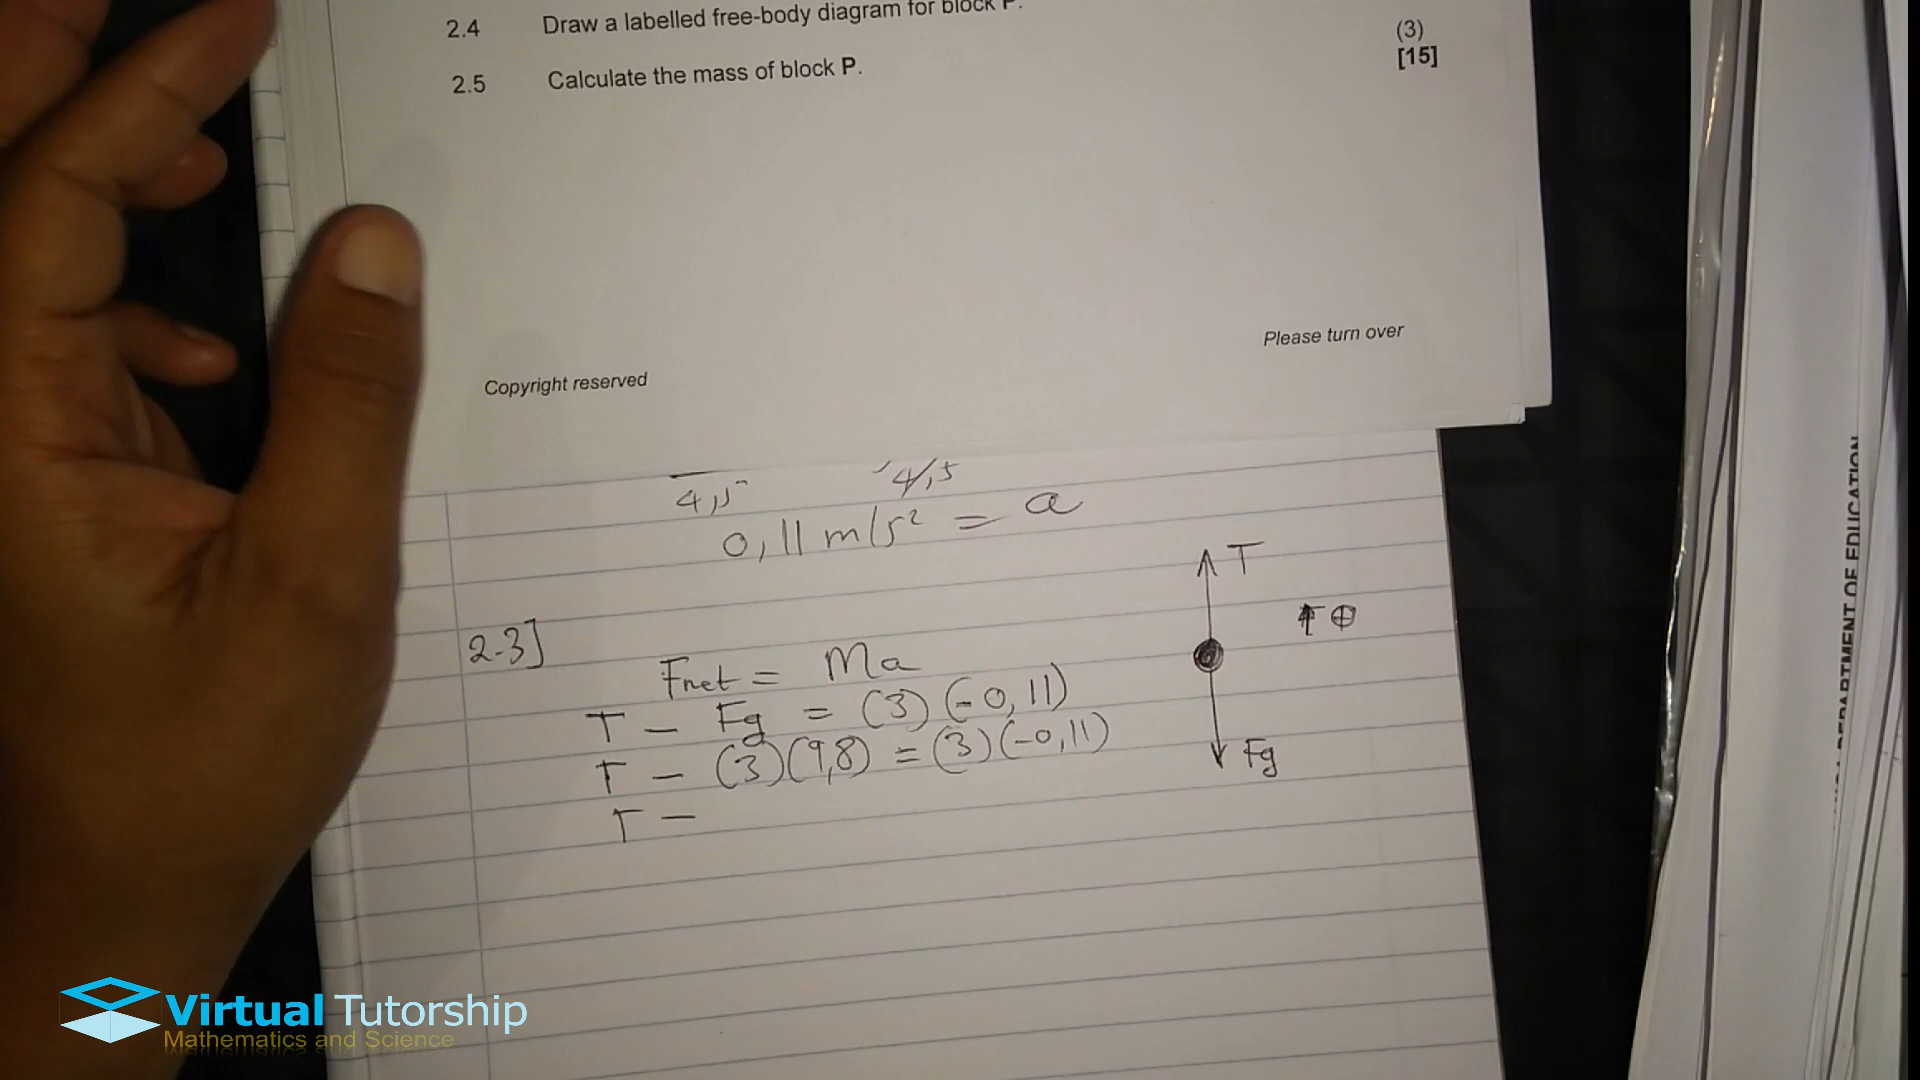 2.4 Draw a labelled free-body diagram for block P.
(3)
[15]
2.5 Calculate the mass of block P.
Please turn over
Copyright reserved
4,5 4,5
0,11 m/s² = a
2.3]
Fnet = Ma
T - Fg = (3)(-0,11)
T - (3)(9,8) = (3)(-0,11)
T -
T
↑ ⊕
Fg
DEPARTMENT OF EDUCATION
Virtual Tutorship
Mathematics and Science